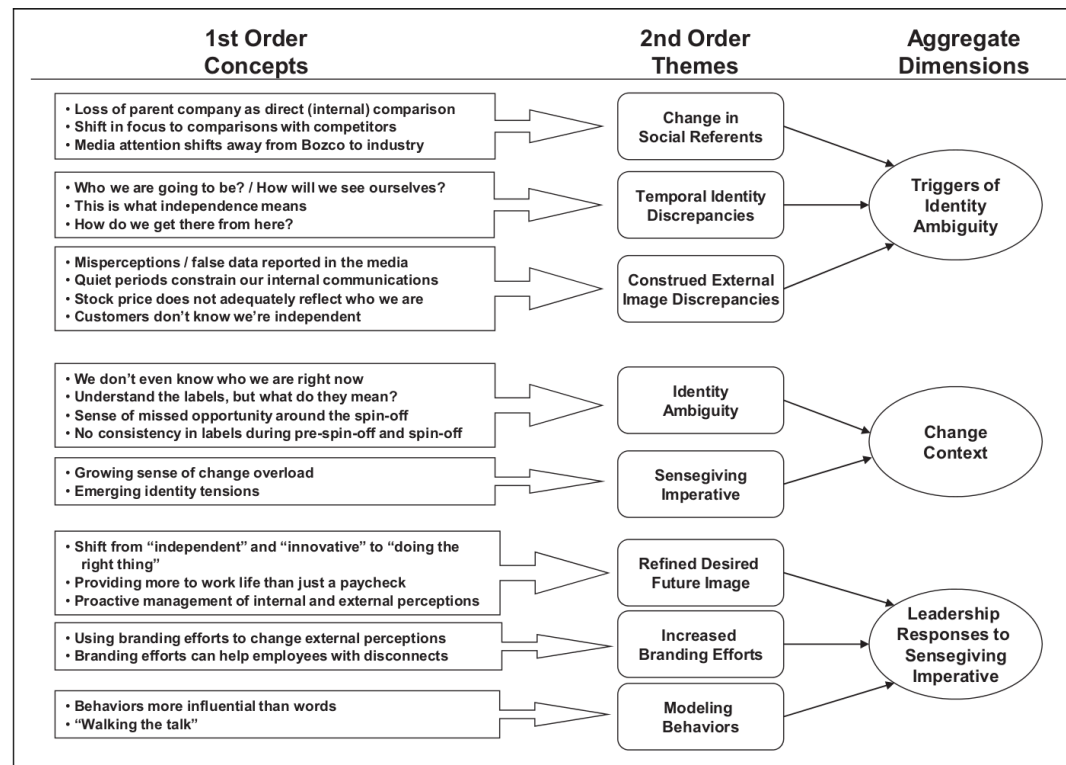 1st Order
Concepts
2nd Order
Themes
Aggregate
Dimensions
• Loss of parent company as direct (internal) comparison
• Shift in focus to comparisons with competitors
• Media attention shifts away from Bozco to industry
Change in
Social Referents
• Who we are going to be? / How will we see ourselves?
• This is what independence means
• How do we get there from here?
Temporal Identity
Discrepancies
Triggers of
Identity
Ambiguity
• Misperceptions / false data reported in the media
• Quiet periods constrain our internal communications
• Stock price does not adequately reflect who we are
• Customers don’t know we’re independent
Construed External
Image Discrepancies
• We don’t even know who we are right now
• Understand the labels, but what do they mean?
• Sense of missed opportunity around the spin-off
• No consistency in labels during pre-spin-off and spin-off
Identity
Ambiguity
Change
Context
• Growing sense of change overload
• Emerging identity tensions
Sensegiving
Imperative
• Shift from “independent” and “innovative” to “doing the
right thing”
• Providing more to work life than just a paycheck
• Proactive management of internal and external perceptions
Refined Desired
Future Image
• Using branding efforts to change external perceptions
• Branding efforts can help employees with disconnects
Increased
Branding Efforts
Leadership
Responses to
Sensegiving
Imperative
• Behaviors more influential than words
• “Walking the talk”
Modeling
Behaviors